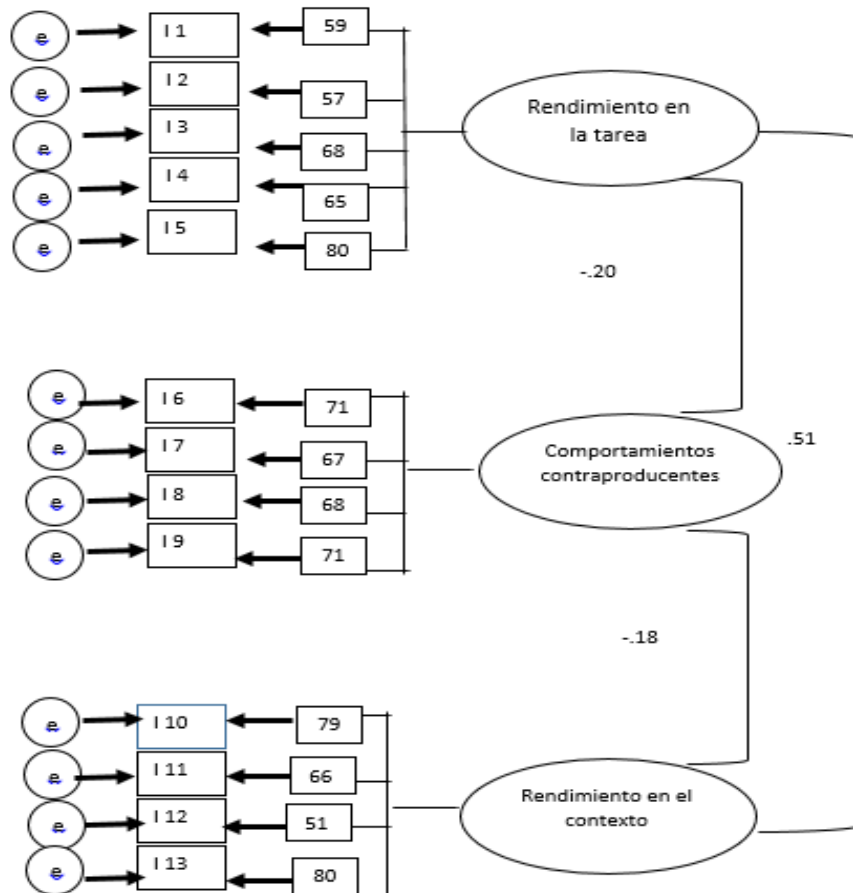 e I 1 59
e I 2 57
e I 3 68
e I 4 65
e I 5 80
Rendimiento en
la tarea
-.20
e I 6 71
e I 7 67
e I 8 68
e I 9 71
Comportamientos
contraproducentes
.51
-.18
e I 10 79
e I 11 66
e I 12 51
e I 13 80
Rendimiento en el
contexto